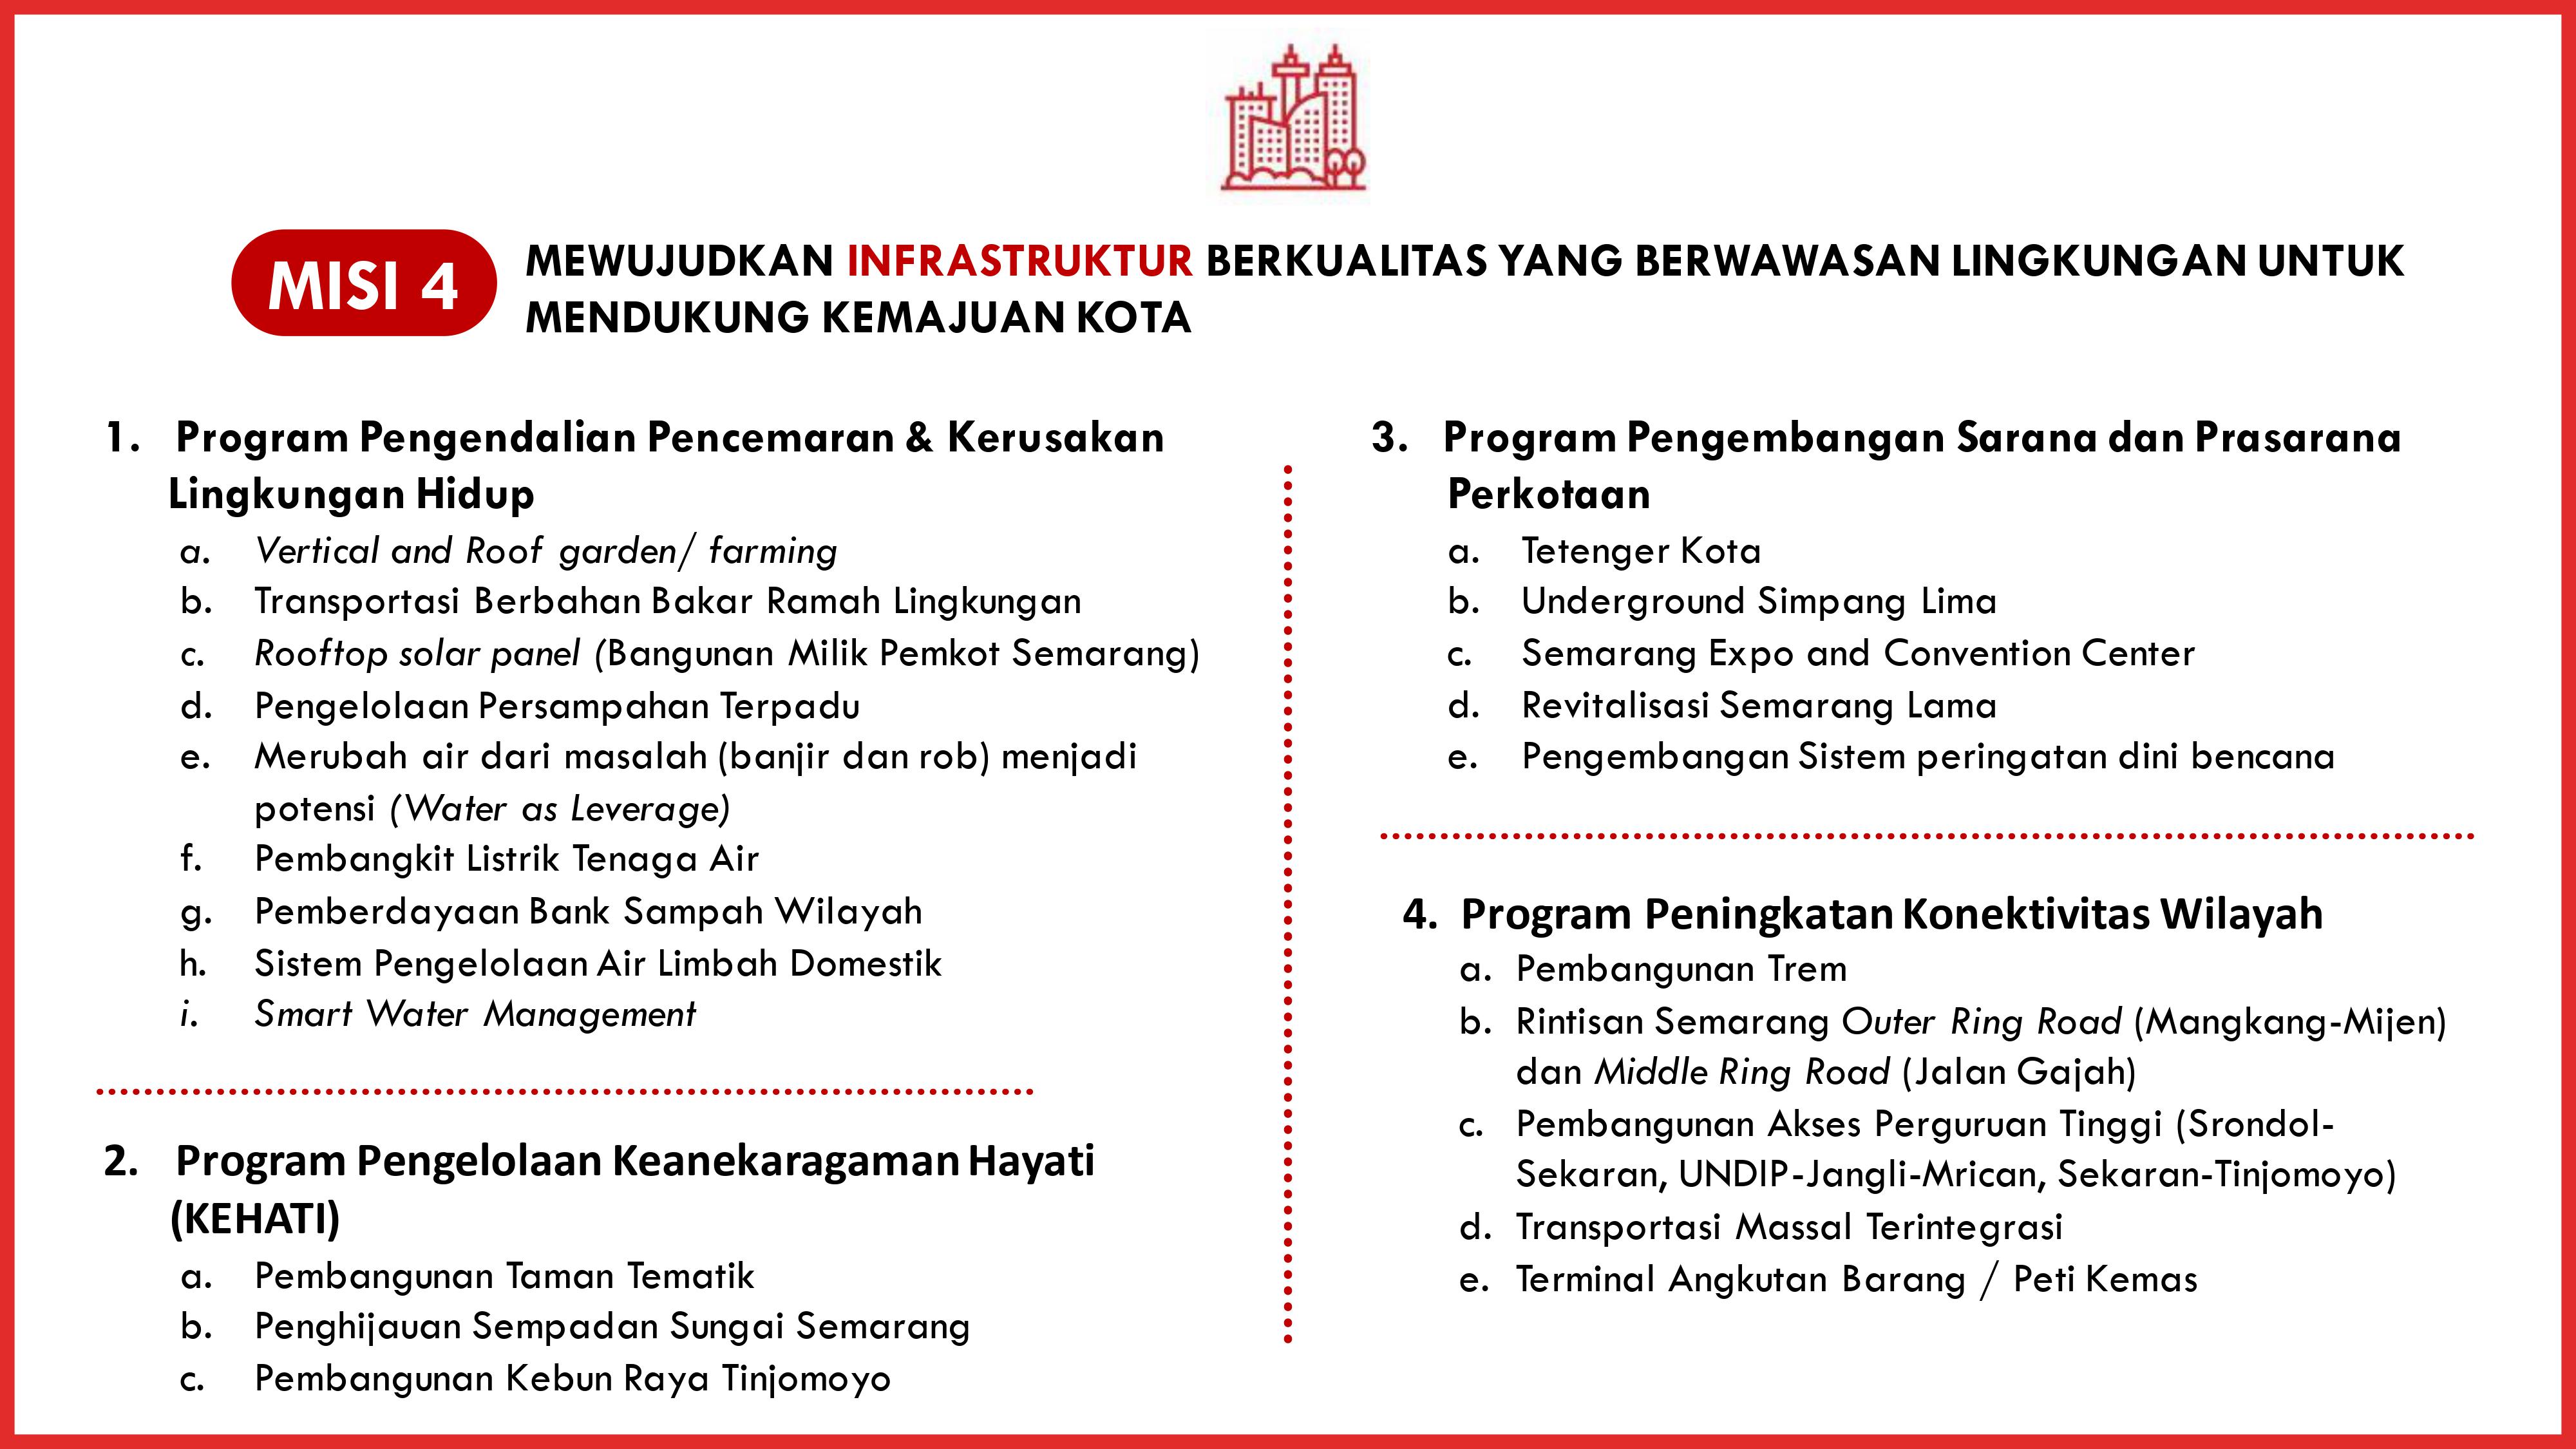 MISI 4
MEWUJUDKAN INFRASTRUKTUR BERKUALITAS YANG BERWAWASAN LINGKUNGAN UNTUK
MENDUKUNG KEMAJUAN KOTA
1. Program Pengendalian Pencemaran & Kerusakan
Lingkungan Hidup
a. Vertical and Roof garden/ farming
b. Transportasi Berbahan Bakar Ramah Lingkungan
c. Rooftop solar panel (Bangunan Milik Pemkot Semarang)
d. Pengelolaan Persampahan Terpadu
e. Merubah air dari masalah (banjir dan rob) menjadi
potensi (Water as Leverage)
f. Pembangkit Listrik Tenaga Air
g. Pemberdayaan Bank Sampah Wilayah
h. Sistem Pengelolaan Air Limbah Domestik
i. Smart Water Management
2. Program Pengelolaan Keanekaragaman Hayati
(KEHATI)
a. Pembangunan Taman Tematik
b. Penghijauan Sempadan Sungai Semarang
c. Pembangunan Kebun Raya Tinjomoyo
3. Program Pengembangan Sarana dan Prasarana
Perkotaan
a. Tetenger Kota
b. Underground Simpang Lima
c. Semarang Expo and Convention Center
d. Revitalisasi Semarang Lama
e. Pengembangan Sistem peringatan dini bencana
4. Program Peningkatan Konektivitas Wilayah
a. Pembangunan Trem
b. Rintisan Semarang Outer Ring Road (Mangkang-Mijen)
dan Middle Ring Road (Jalan Gajah)
c. Pembangunan Akses Perguruan Tinggi (Srondol-
Sekaran, UNDIP-Jangli-Mrican, Sekaran-Tinjomoyo)
d. Transportasi Massal Terintegrasi
e. Terminal Angkutan Barang / Peti Kemas